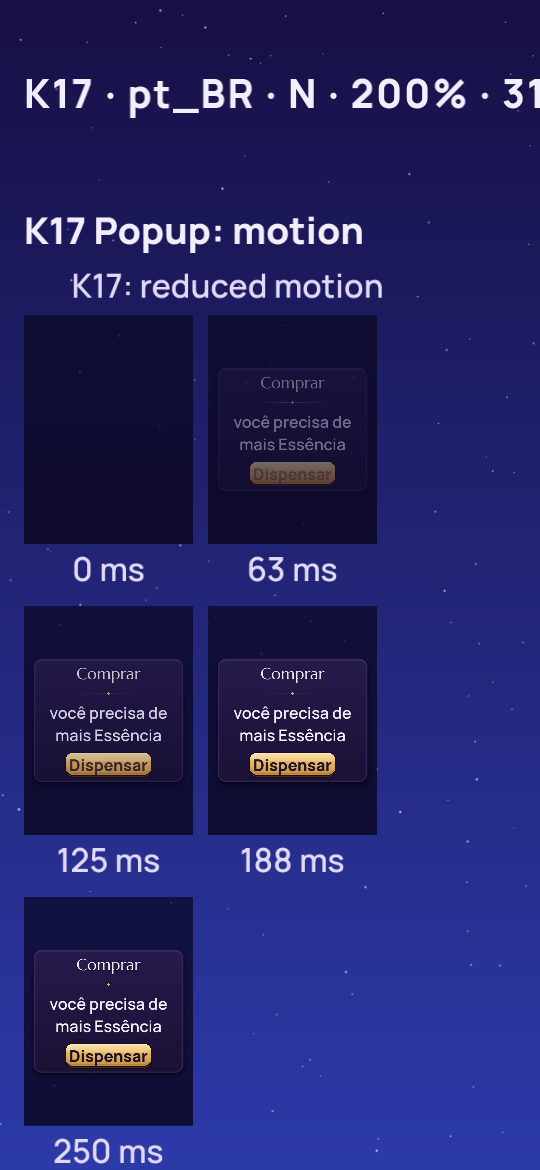 K17 · pt_BR · N · 200% · 31
K17 Popup: motion
K17: reduced motion
Comprar
você precisa de
mais Essência
Dispensar
0 ms
63 ms
Comprar
você precisa de
mais Essência
Dispensar
Comprar
você precisa de
mais Essência
Dispensar
125 ms
188 ms
Comprar
você precisa de
mais Essência
Dispensar
250 ms